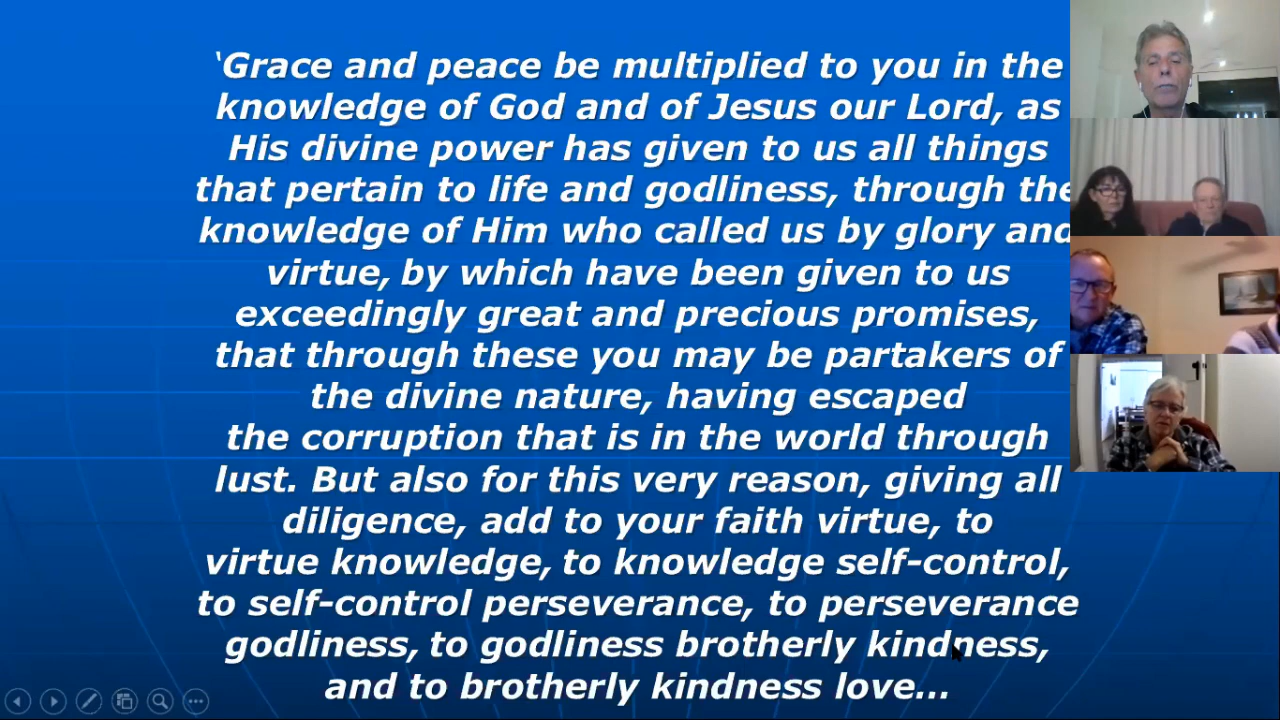 ‘Grace and peace be multiplied to you in the
knowledge of God and of Jesus our Lord, as
His divine power has given to us all things
that pertain to life and godliness, through the
knowledge of Him who called us by glory and
virtue, by which have been given to us
exceedingly great and precious promises,
that through these you may be partakers of
the divine nature, having escaped
the corruption that is in the world through
lust. But also for this very reason, giving all
diligence, add to your faith virtue, to
virtue knowledge, to knowledge self-control,
to self-control perseverance, to perseverance
godliness, to godliness brotherly kindness,
and to brotherly kindness love...